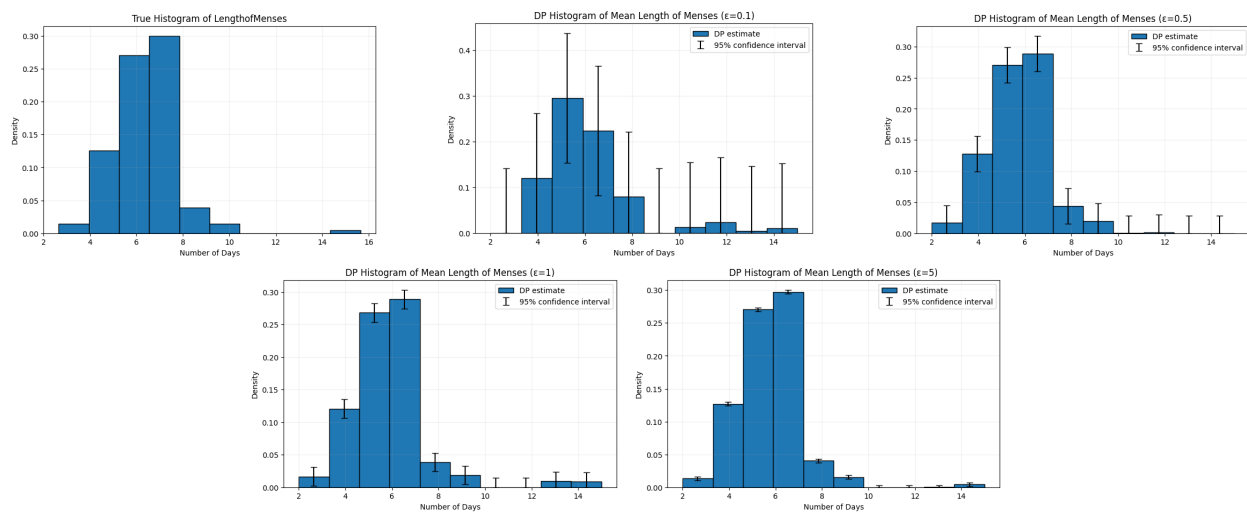 True Histogram of LengthofMenses
0.30
0.25
0.20
0.15
0.10
0.05
0.00
Density
2 4 6 8 10 12 14 16
Number of Days
DP Histogram of Mean Length of Menses (ε=0.1)
DP estimate
95% confidence interval
0.4
0.3
0.2
0.1
0.0
Density
2 4 6 8 10 12 14
Number of Days
DP Histogram of Mean Length of Menses (ε=0.5)
DP estimate
95% confidence interval
0.30
0.25
0.20
0.15
0.10
0.05
0.00
Density
2 4 6 8 10 12 14
Number of Days
DP Histogram of Mean Length of Menses (ε=1)
DP estimate
95% confidence interval
0.30
0.25
0.20
0.15
0.10
0.05
0.00
Density
2 4 6 8 10 12 14
Number of Days
DP Histogram of Mean Length of Menses (ε=5)
DP estimate
95% confidence interval
0.30
0.25
0.20
0.15
0.10
0.05
0.00
Density
2 4 6 8 10 12 14
Number of Days